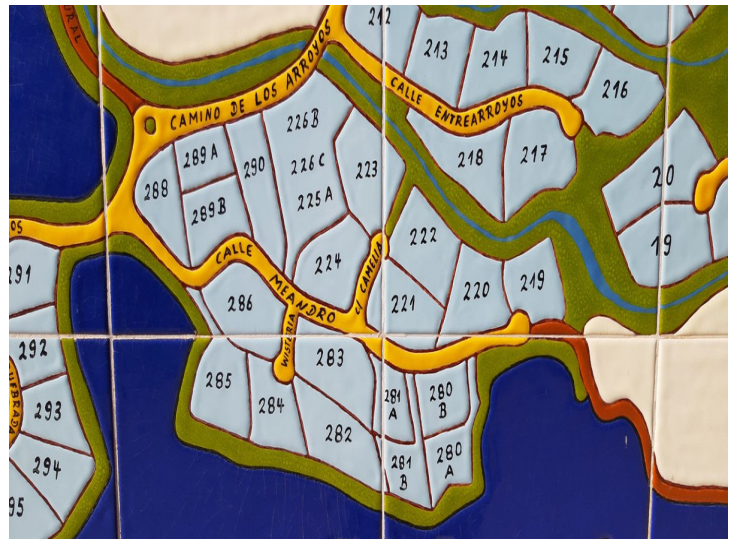 212
213
214
215
216
CAMINO DE LOS ARROYOS
CALLE ENTREARROYOS
226B
289A
290
226C
223
218
217
288
225A
20
289B
OS
222
19
CALLE
C/ CAMELIA
224
291
MEANDRO
286
221
220
219
WISTERIA
292
283
285
284
281
A
280
B
293
QUEBRADA
282
294
281
B
280
A
95